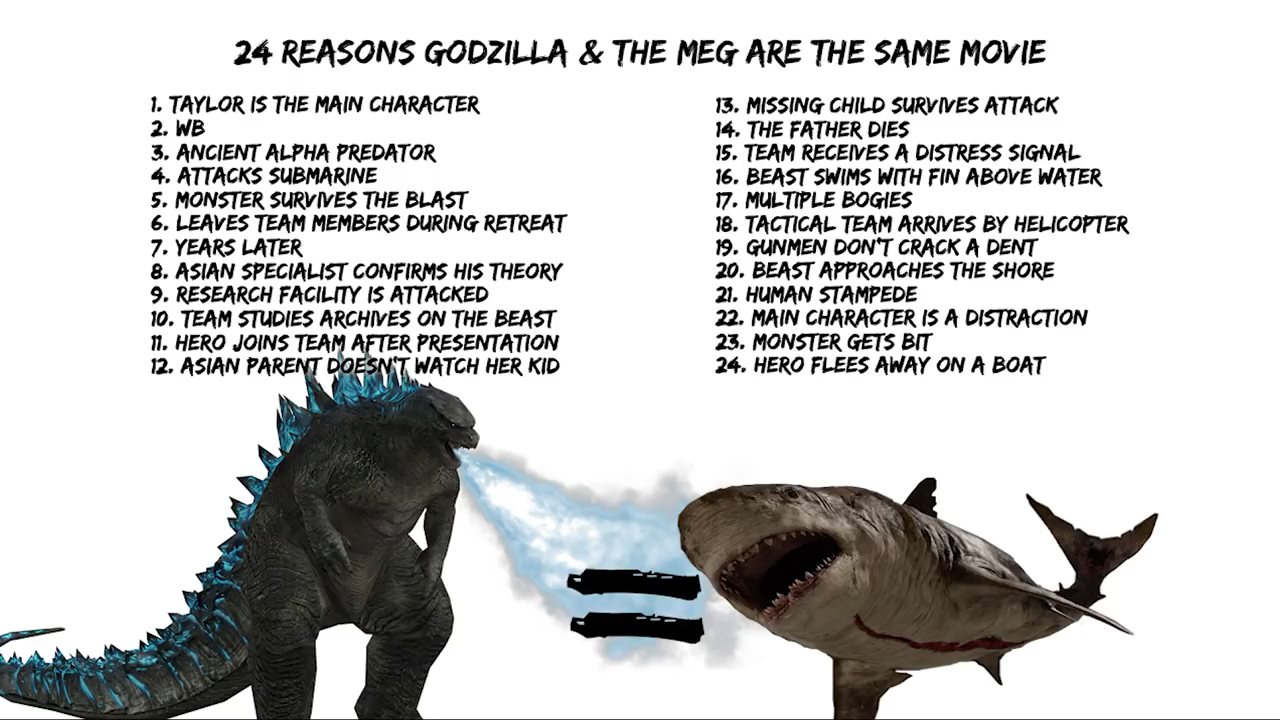 24 REASONS GODZILLA & THE MEG ARE THE SAME MOVIE
1. TAYLOR IS THE MAIN CHARACTER
2. WB
3. ANCIENT ALPHA PREDATOR
4. ATTACKS SUBMARINE
5. MONSTER SURVIVES THE BLAST
6. LEAVES TEAM MEMBERS DURING RETREAT
7. YEARS LATER
8. ASIAN SPECIALIST CONFIRMS HIS THEORY
9. RESEARCH FACILITY IS ATTACKED
10. TEAM STUDIES ARCHIVES ON THE BEAST
11. HERO JOINS TEAM AFTER PRESENTATION
12. ASIAN PARENT DOESN'T WATCH HER KID
13. MISSING CHILD SURVIVES ATTACK
14. THE FATHER DIES
15. TEAM RECEIVES A DISTRESS SIGNAL
16. BEAST SWIMS WITH FIN ABOVE WATER
17. MULTIPLE BOGIES
18. TACTICAL TEAM ARRIVES BY HELICOPTER
19. GUNMEN DON'T CRACK A DENT
20. BEAST APPROACHES THE SHORE
21. HUMAN STAMPEDE
22. MAIN CHARACTER IS A DISTRACTION
23. MONSTER GETS BIT
24. HERO FLEES AWAY ON A BOAT